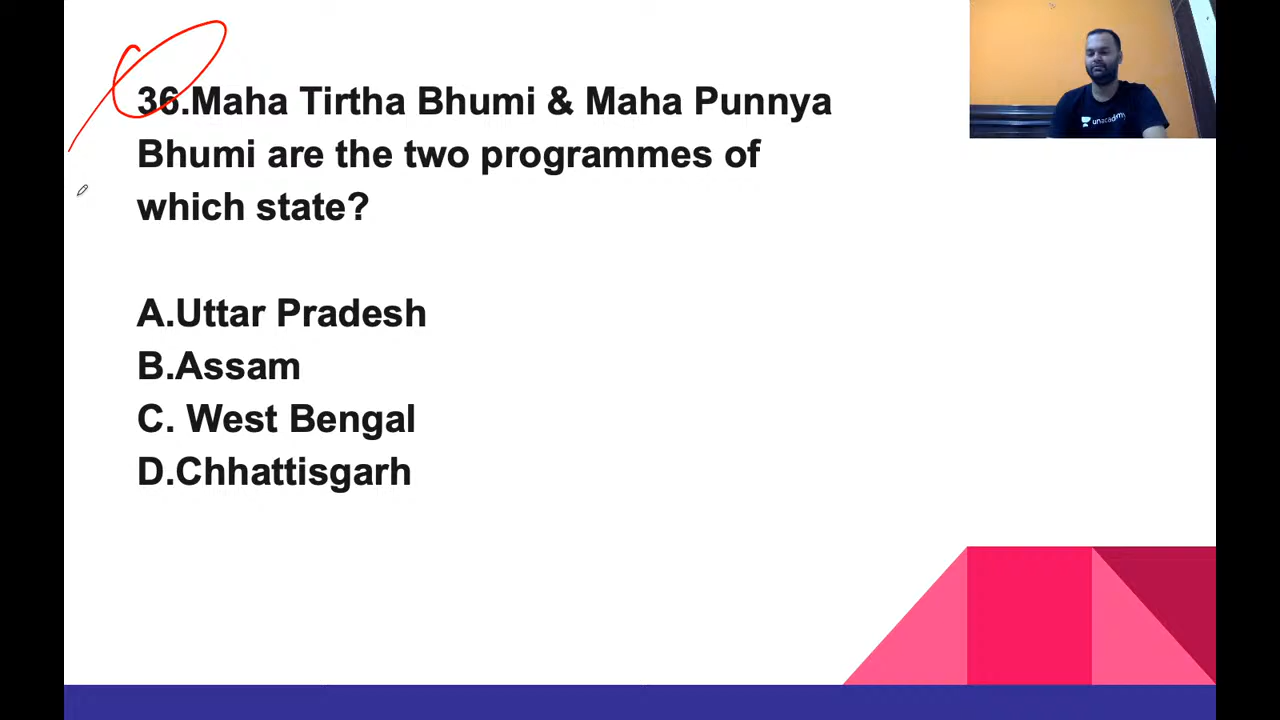 36.Maha Tirtha Bhumi & Maha Punnya
Bhumi are the two programmes of
which state?
A.Uttar Pradesh
B.Assam
C. West Bengal
D.Chhattisgarh
unacademy